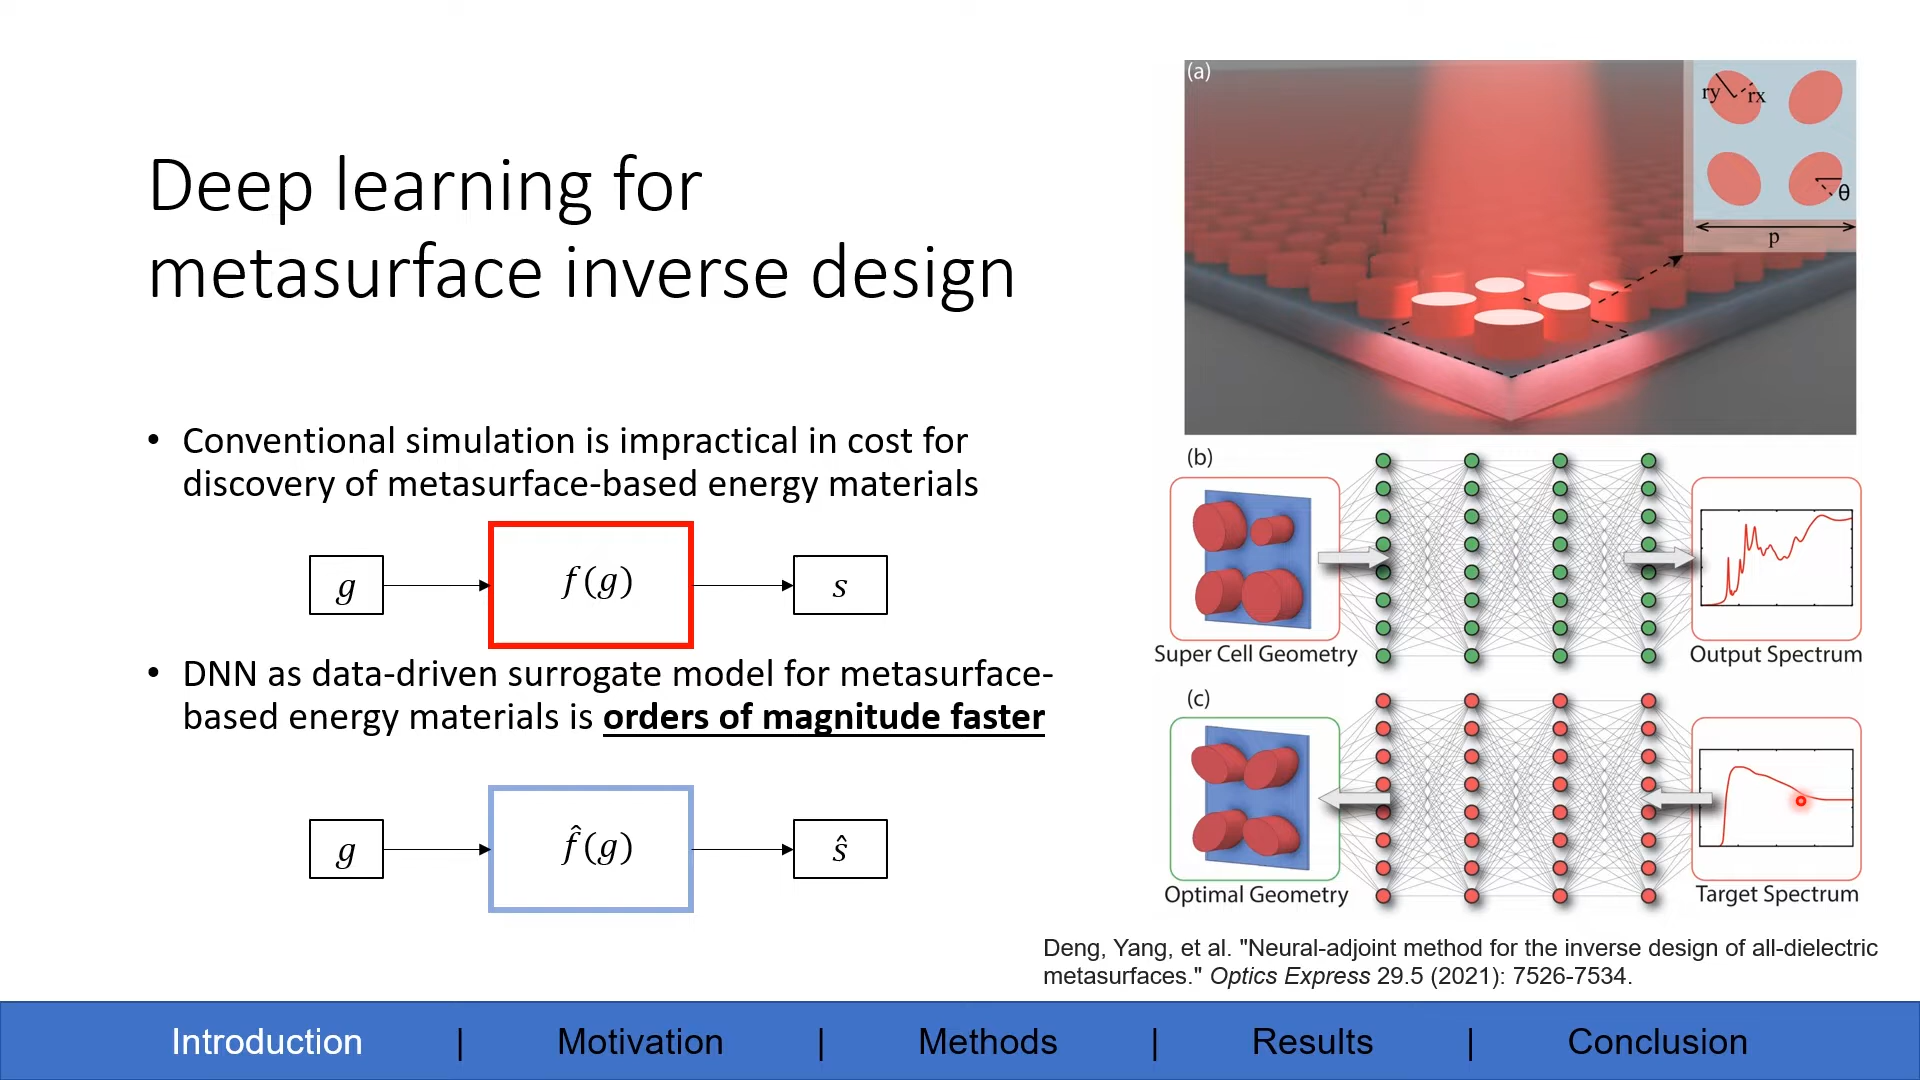 Deep learning for
metasurface inverse design
• Conventional simulation is impractical in cost for
discovery of metasurface-based energy materials
g
f(g)
s
• DNN as data-driven surrogate model for metasurface-
based energy materials is orders of magnitude faster
g
f̂(g)
ŝ
(a)
ry
rx
θ
p
(b)
Super Cell Geometry
Output Spectrum
(c)
Optimal Geometry
Target Spectrum
Deng, Yang, et al. "Neural-adjoint method for the inverse design of all-dielectric
metasurfaces." Optics Express 29.5 (2021): 7526-7534.
Introduction | Motivation | Methods | Results | Conclusion